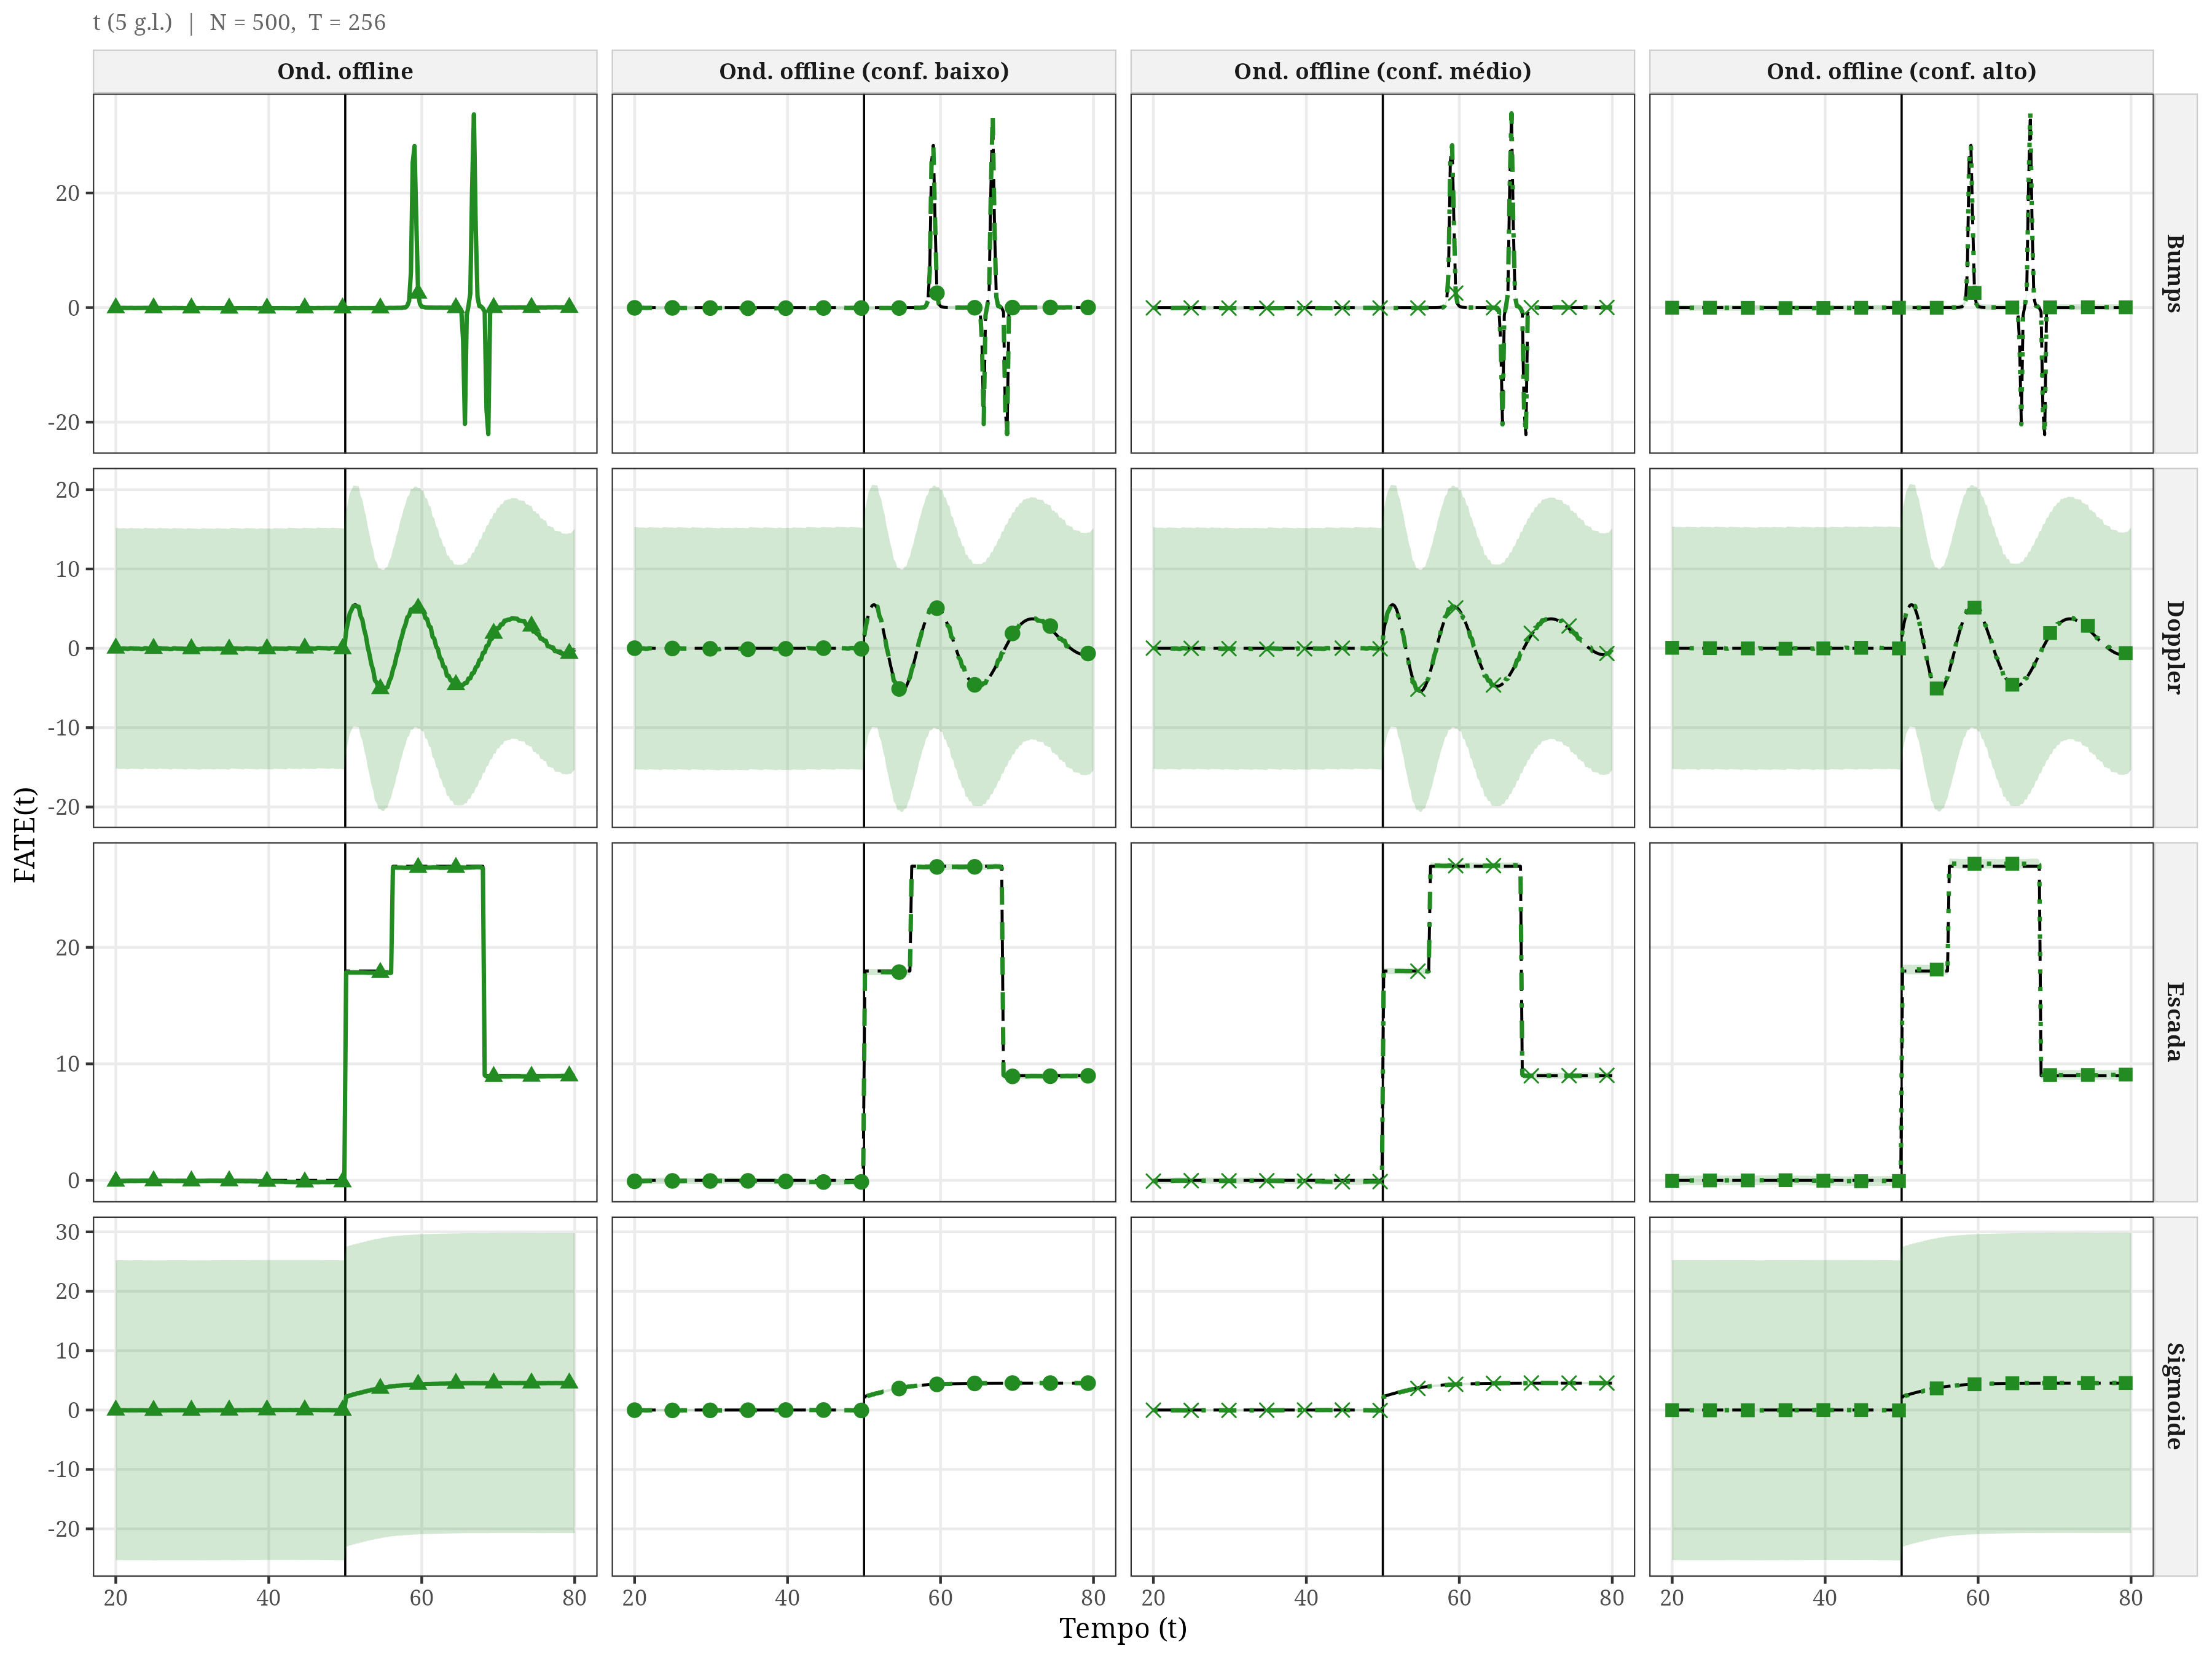 t (5 g.l.) | N = 500, T = 256
Ond. offline
Ond. offline (conf. baixo)
Ond. offline (conf. médio)
Ond. offline (conf. alto)
20
0
-20
Bumps
20
10
0
-10
-20
Doppler
20
10
0
Escada
30
20
10
0
-10
-20
Sigmoide
20 40 60 80
20 40 60 80
20 40 60 80
20 40 60 80
FATE(t)
Tempo (t)